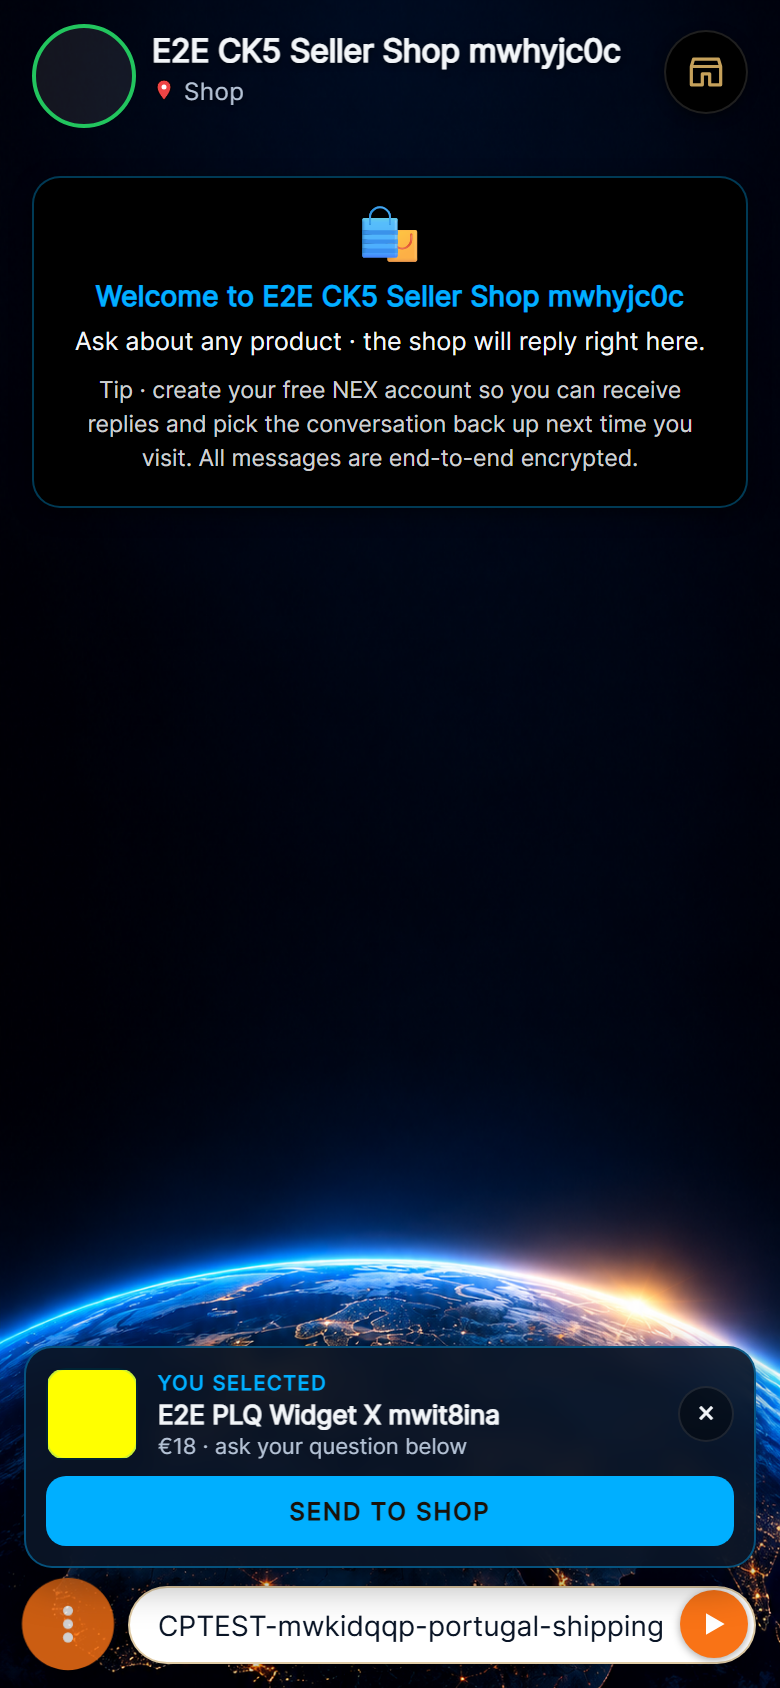 E2E CK5 Seller Shop mwhyjc0c
Shop
Welcome to E2E CK5 Seller Shop mwhyjc0c
Ask about any product · the shop will reply right here.
Tip · create your free NEX account so you can receive
replies and pick the conversation back up next time you
visit. All messages are end-to-end encrypted.
YOU SELECTED
E2E PLQ Widget X mwit8ina
€18 · ask your question below
SEND TO SHOP
CPTEST-mwkidqqp-portugal-shipping